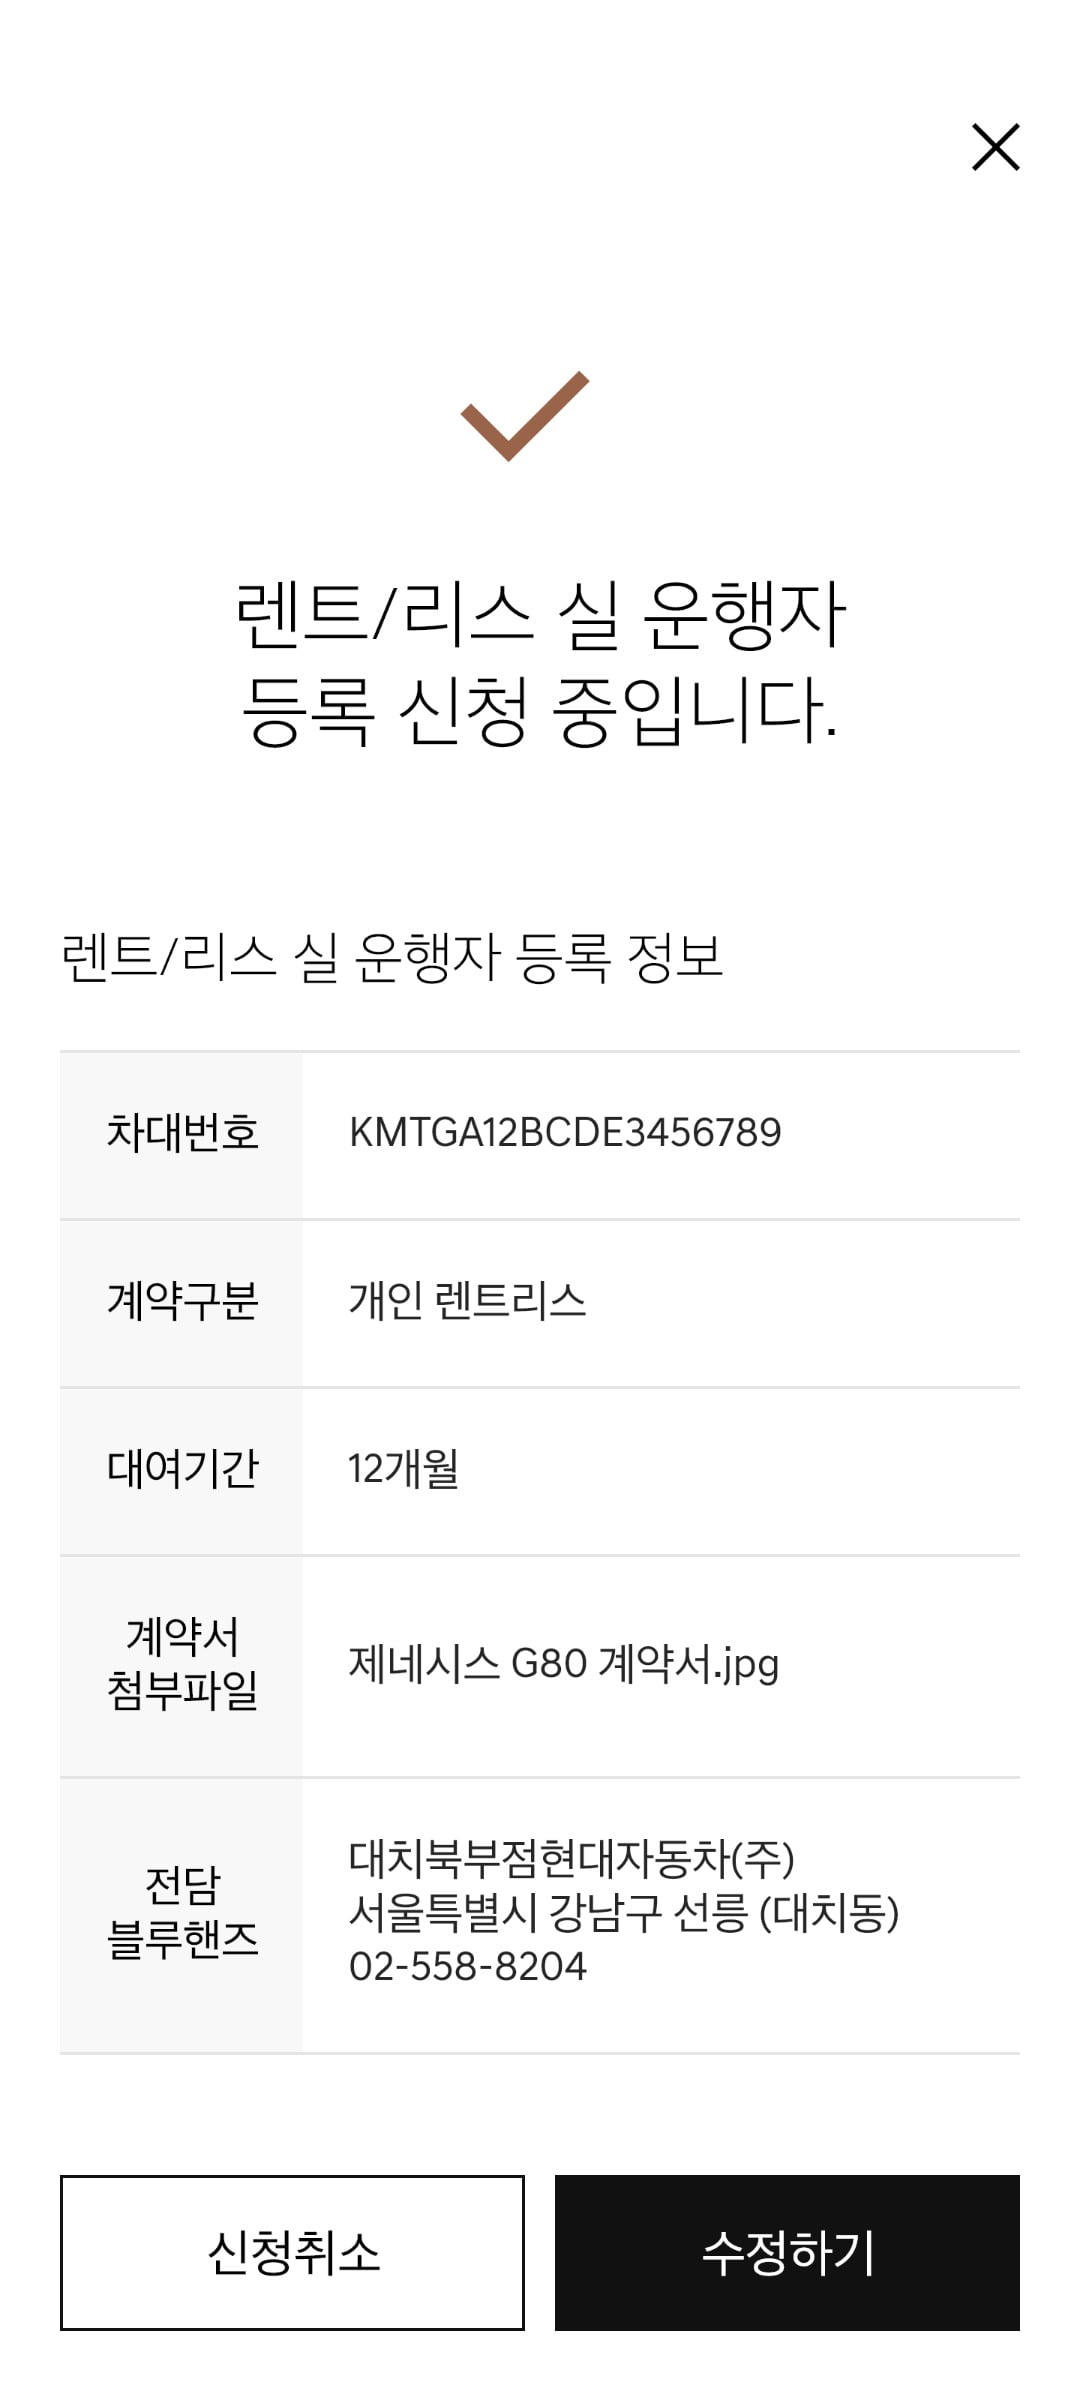 렌트/리스 실 운행자
등록 신청 중입니다.
렌트/리스 실 운행자 등록 정보
차대번호
KMTGA12BCDE3456789
계약구분
개인 렌트리스
대여기간
12개월
계약서
첨부파일
제네시스 G80 계약서.jpg
전담
블루핸즈
대치북부점현대자동차(주)
서울특별시 강남구 선릉 (대치동)
02-558-8204
신청취소
수정하기